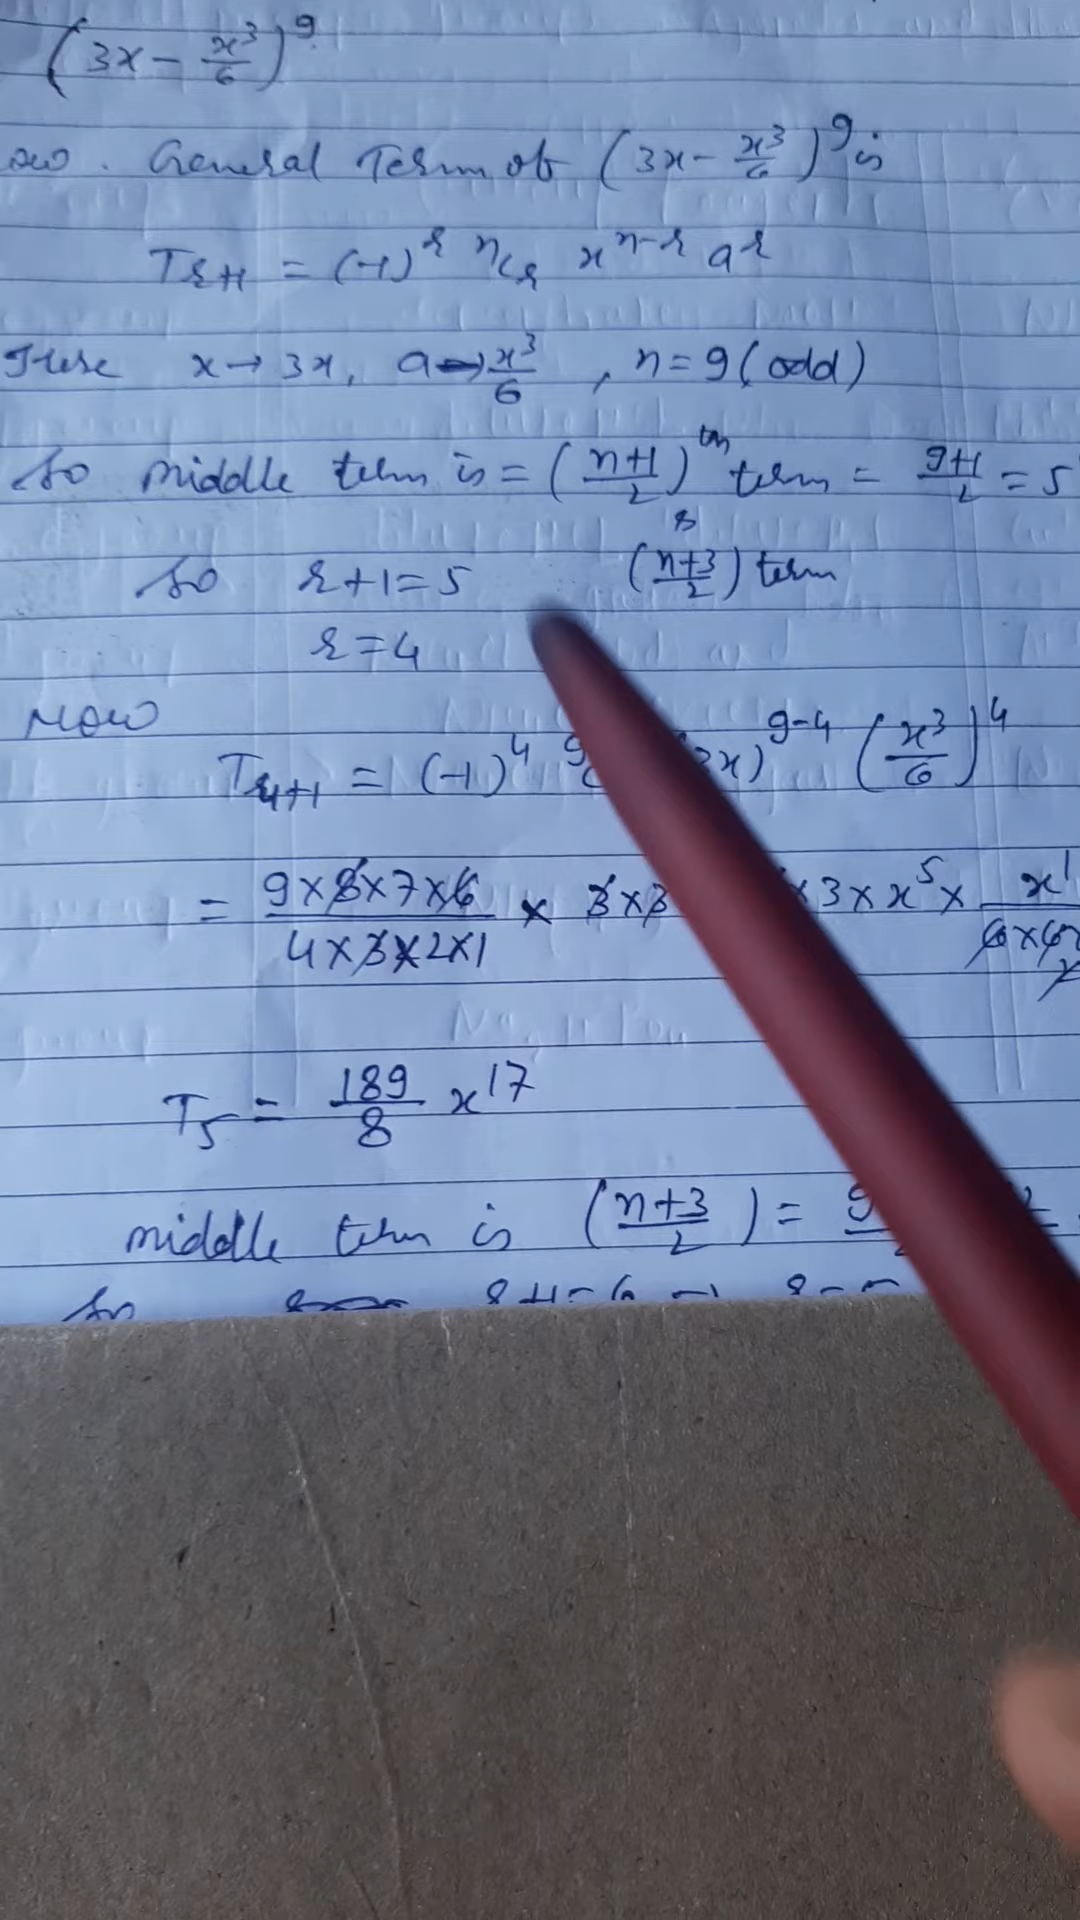 (3x - x³/6)⁹
General Term of (3x - x³/6)⁹ is
Tr+1 = (-1)^r nCr x^n-r a^r
Here x → 3x, a → x³/6, n = 9 (odd)
So middle term is = (n+1/2)th term = 9+1/2 = 5
&
So r+1=5 (n+3/2) term
r=4
Now
T4+1 = (-1)⁴ 9 x)^9-4 (x³/6)⁴
= 9×8×7×6/4×3×2×1 × 3×3 ×3×x⁵×
T5 = 189/8 x¹⁷
middle term is (n+3/2) =
So